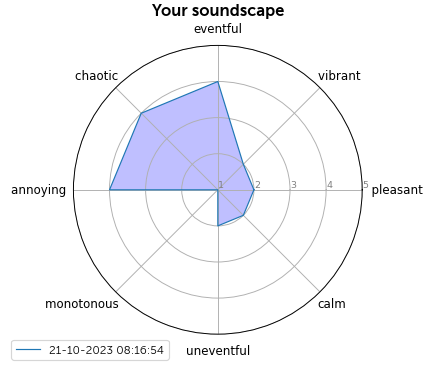 Your soundscape
eventful
chaotic
vibrant
annoying
1
2
3
4
5
pleasant
monotonous
calm
uneventful
21-10-2023 08:16:54